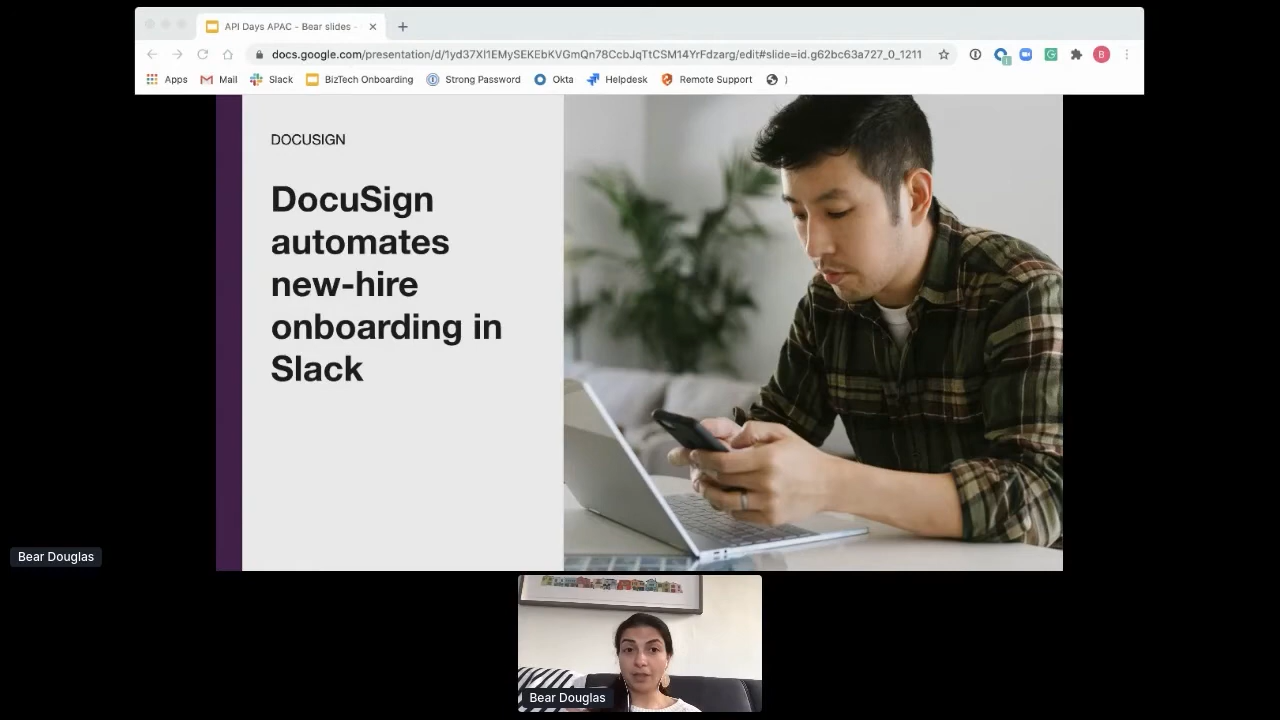 API Days APAC - Bear slides -
docs.google.com/presentation/d/1yd37Xl1EMySEKEbKVGmQn78CcbJqTtCSM14YrFdzarg/edit#slide=id.g62bc63a727_0_1211
B
Apps
Mail
Slack
BizTech Onboarding
Strong Password
Okta
Helpdesk
Remote Support
)
DOCUSIGN
DocuSign
automates
new-hire
onboarding in
Slack
Bear Douglas
Bear Douglas